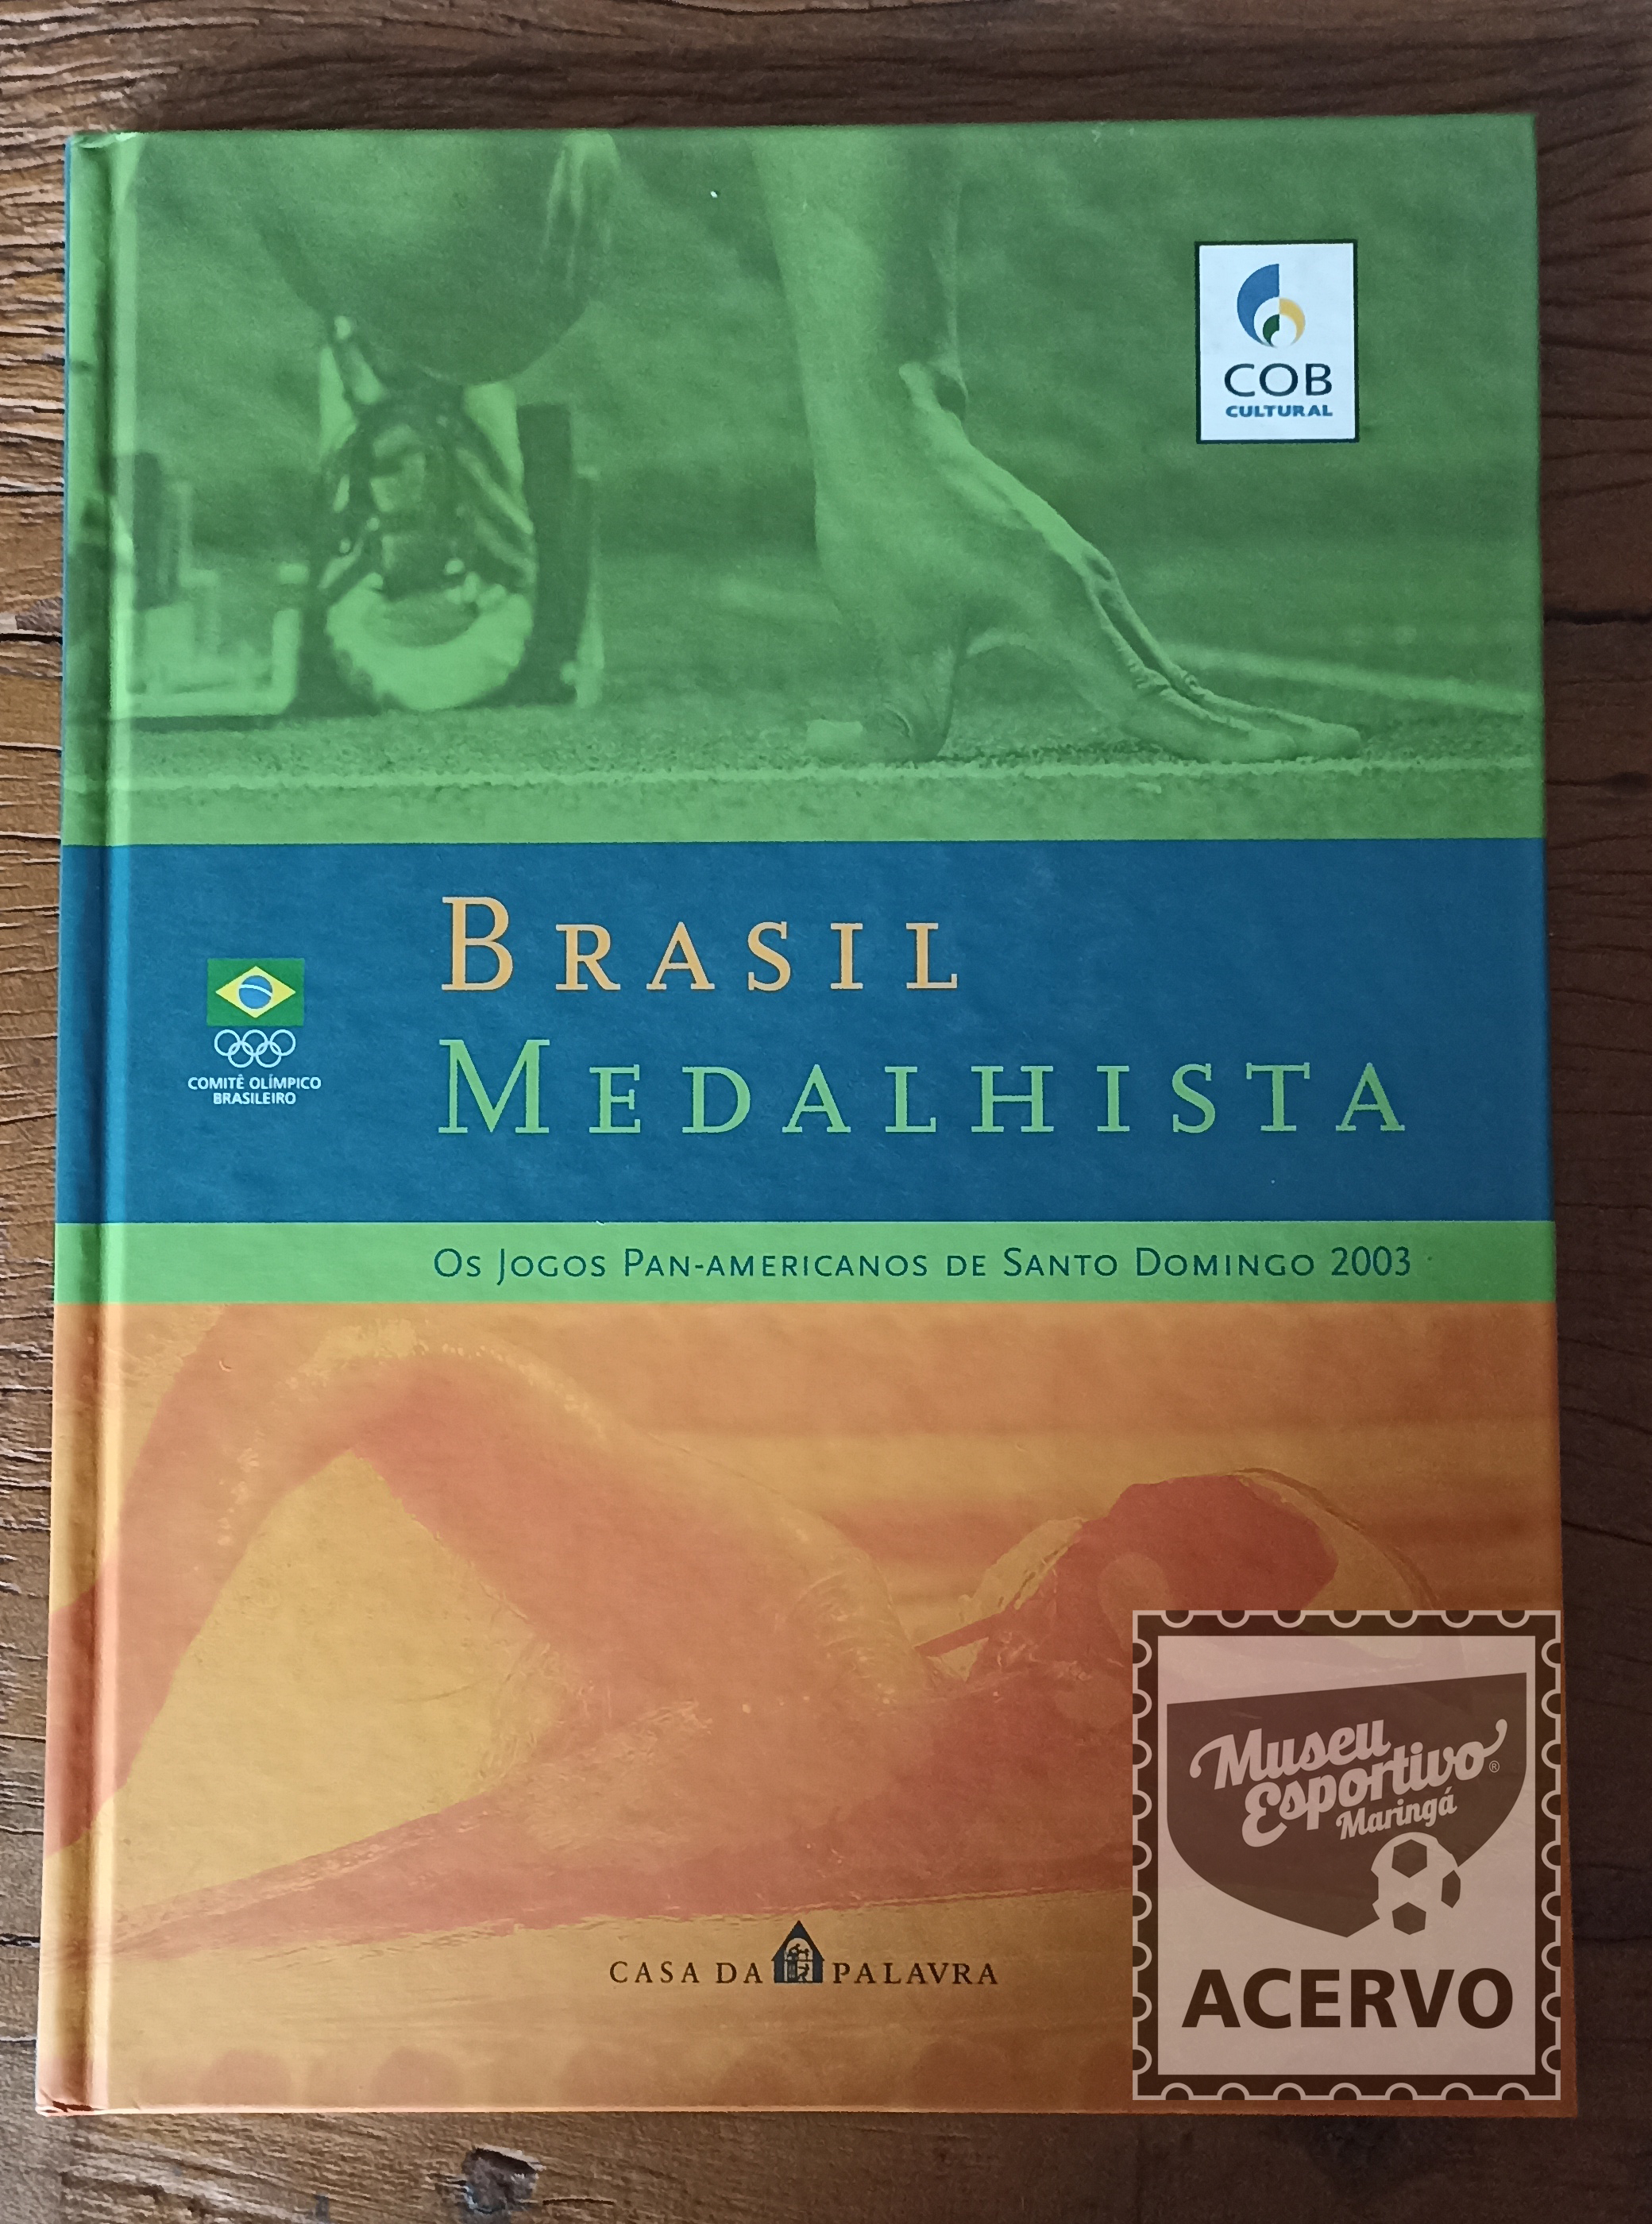 COB
CULTURAL
BRASIL
MEDALHISTA
COMITÊ OLÍMPICO
BRASILEIRO
OS JOGOS PAN-AMERICANOS DE SANTO DOMINGO 2003
CASA DA PALAVRA
Museu
Esportivo®
Maringá
ACERVO